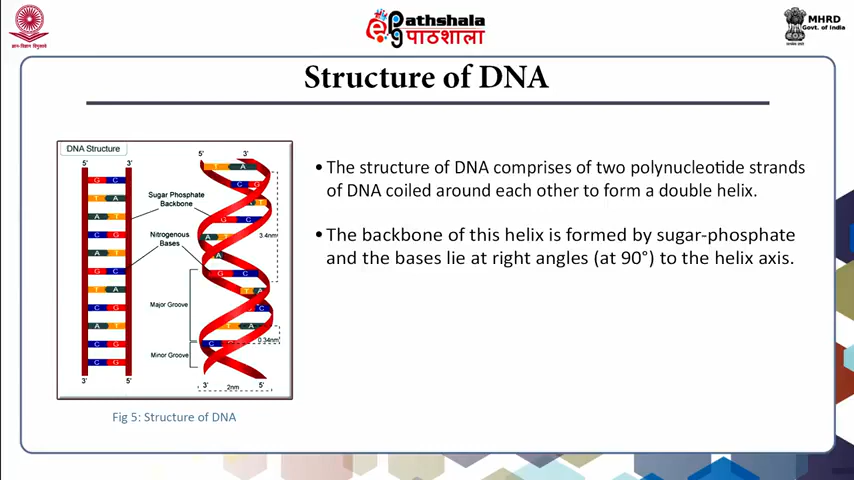 ज्ञान-विज्ञान विमुक्तये
Pathshala
पाठशाला
MHRD
Govt. of India
Structure of DNA
DNA Structure
5' 3'
G C
T A
A T
C G
A T
G C
T A
C G
A T
C G
C G
3' 5'
Sugar Phosphate
Backbone
Nitrogenous
Bases
Major Groove
Minor Groove
5' 3'
T A
C G
A T
G C
A T
A
G C
T A
C
T A
C
3.4nm
0.34nm
3' 5'
2nm
Fig 5: Structure of DNA
• The structure of DNA comprises of two polynucleotide strands
of DNA coiled around each other to form a double helix.
• The backbone of this helix is formed by sugar-phosphate
and the bases lie at right angles (at 90°) to the helix axis.